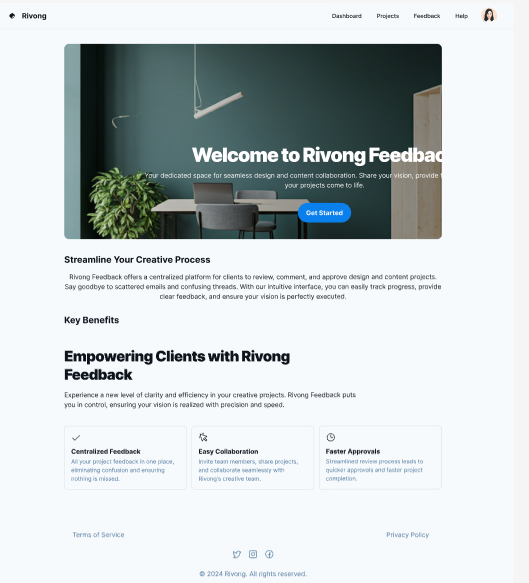 Rivong
Dashboard Projects Feedback Help
Welcome to Rivong Feedbac
Your dedicated space for seamless design and content collaboration. Share your vision, provide
your projects come to life.
Get Started
Streamline Your Creative Process
Rivong Feedback offers a centralized platform for clients to review, comment, and approve design and content projects.
Say goodbye to scattered emails and confusing threads. With our intuitive interface, you can easily track progress, provide
clear feedback, and ensure your vision is perfectly executed.
Key Benefits
Empowering Clients with Rivong
Feedback
Experience a new level of clarity and efficiency in your creative projects. Rivong Feedback puts
you in control, ensuring your vision is realized with precision and speed.
Centralized Feedback
All your project feedback in one place,
eliminating confusion and ensuring
nothing is missed.
Easy Collaboration
Invite team members, share projects,
and collaborate seamlessly with
Rivong's creative team.
Faster Approvals
Streamlined review process leads to
quicker approvals and faster project
completion.
Terms of Service Privacy Policy
© 2024 Rivong. All rights reserved.